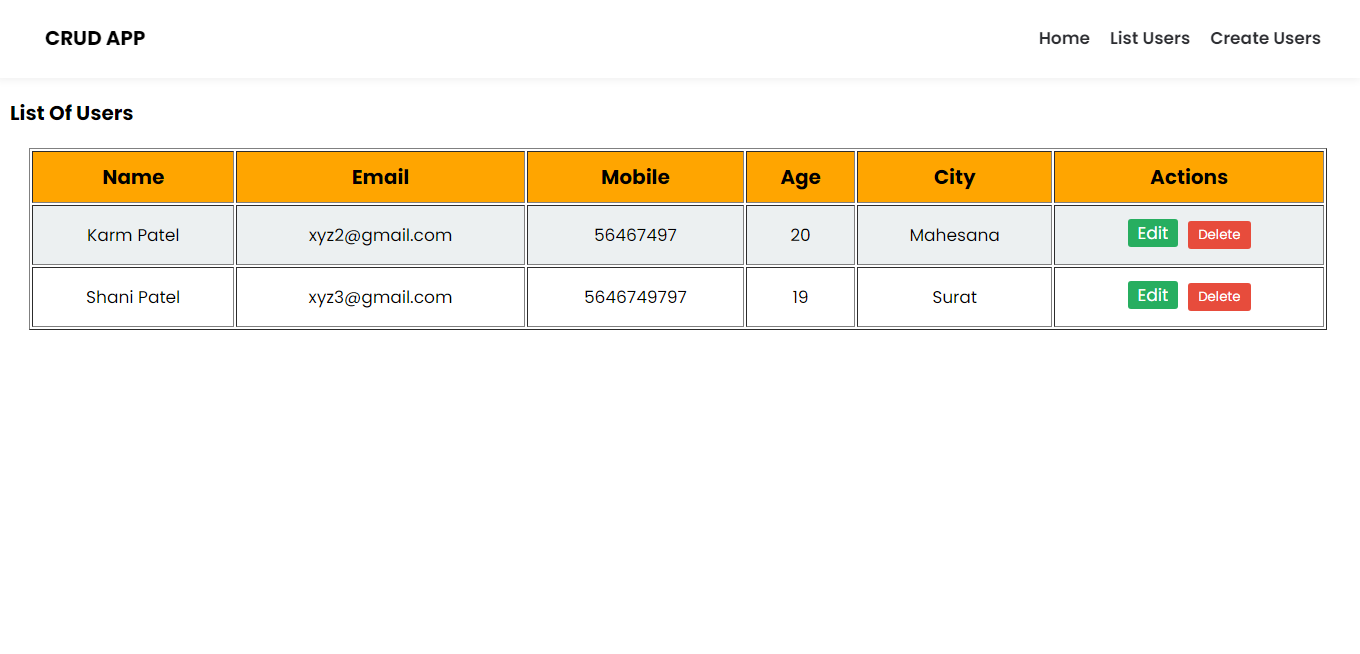 CRUD APP Home List Users Create Users
List Of Users
Name Email Mobile Age City Actions
Karm Patel xyz2@gmail.com 56467497 20 Mahesana Edit Delete
Shani Patel xyz3@gmail.com 5646749797 19 Surat Edit Delete